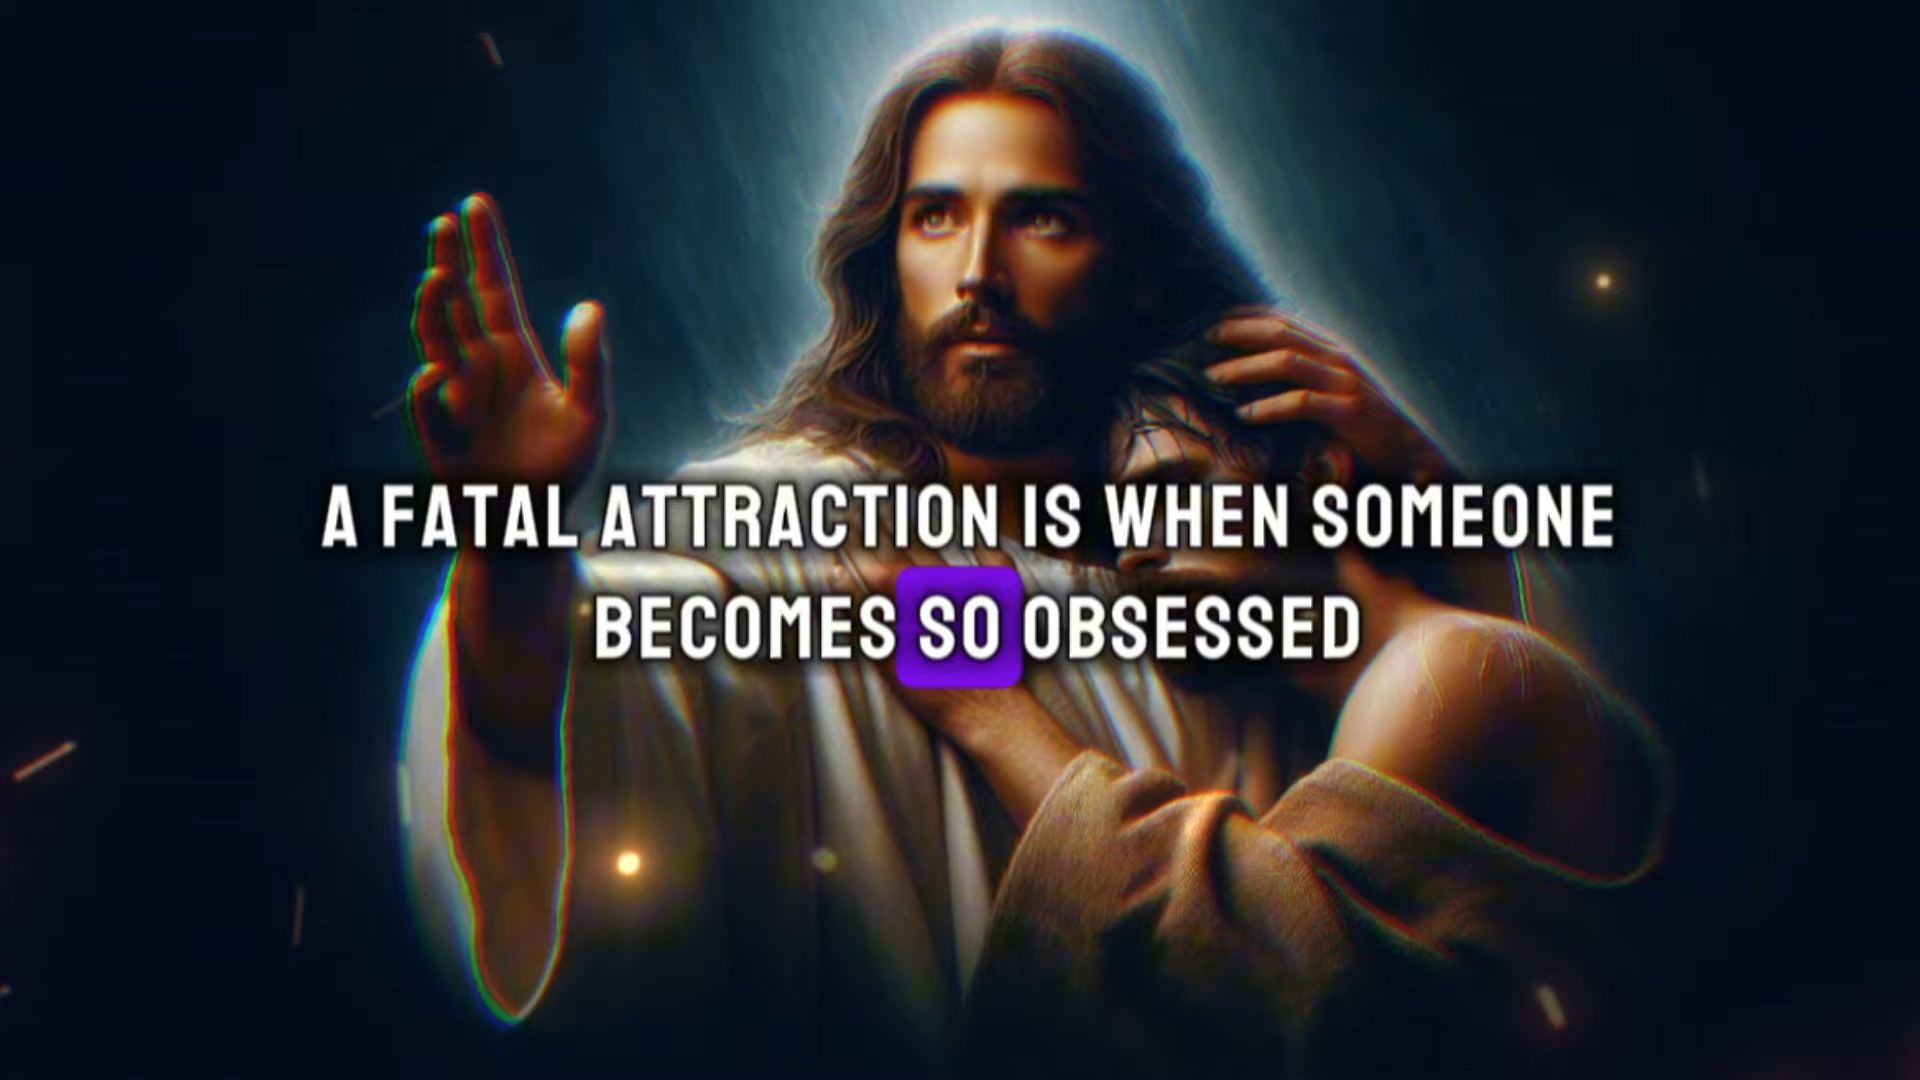 A FATAL ATTRACTION IS WHEN SOMEONE
BECOMES SO OBSESSED